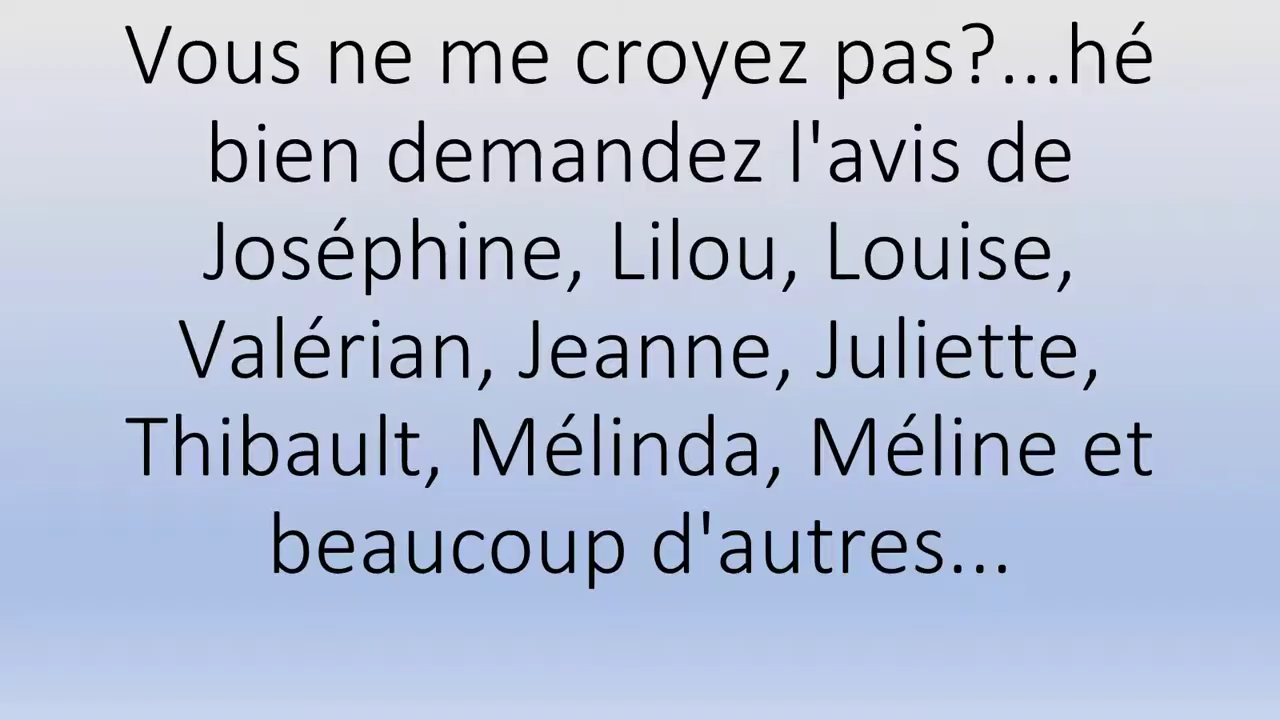 Vous ne me croyez pas?...hé
bien demandez l'avis de
Joséphine, Lilou, Louise,
Valérian, Jeanne, Juliette,
Thibault, Mélinda, Méline et
beaucoup d'autres...